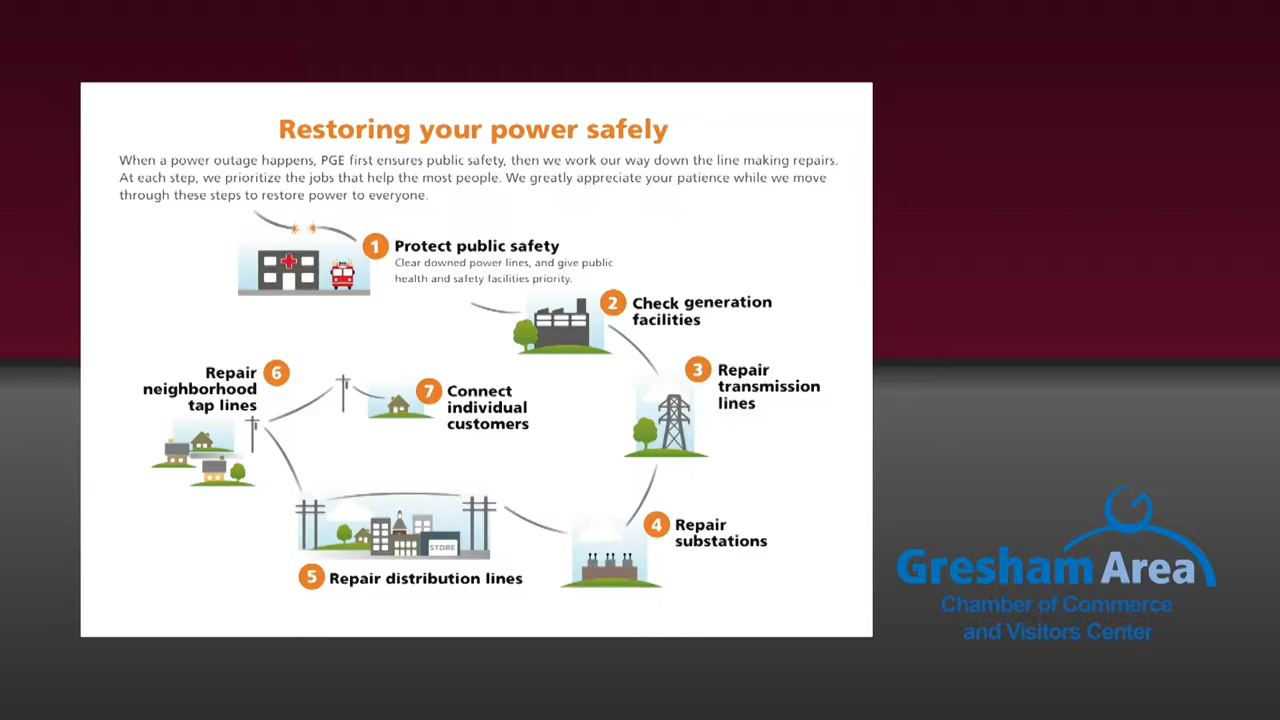 Restoring your power safely
When a power outage happens, PGE first ensures public safety, then we work our way down the line making repairs.
At each step, we prioritize the jobs that help the most people. We greatly appreciate your patience while we move
through these steps to restore power to everyone.
1 Protect public safety
Clear downed power lines, and give public
health and safety facilities priority.
2 Check generation
facilities
3 Repair
transmission
lines
4 Repair
substations
STORE
5 Repair distribution lines
Repair 6
neighborhood
tap lines
7 Connect
individual
customers
Gresham Area
Chamber of Commerce
and Visitors Center